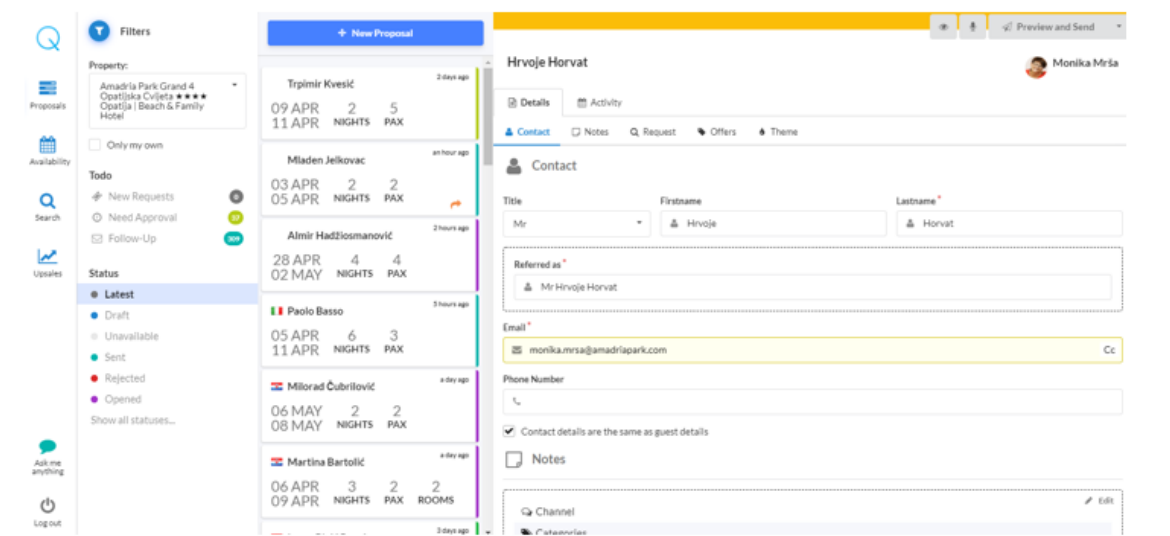 Proposals
Availability
Search
Upsales
Ask me
anything
Log out
Filters
Property:
Amadria Park Grand 4
Opatijska Cvijeta ★★★★
Opatija | Beach & Family
Hotel
Only my own
Todo
New Requests 0
Need Approval 37
Follow-Up 309
Status
Latest
Draft
Unavailable
Sent
Rejected
Opened
Show all statuses...
+ New Proposal
Trpimir Kvesić 2 days ago
09 APR 2 5
11 APR NIGHTS PAX
Mladen Jelkovac an hour ago
03 APR 2 2
05 APR NIGHTS PAX
Almir Hadžiosmanović 2 hours ago
28 APR 4 4
02 MAY NIGHTS PAX
Paolo Basso 5 hours ago
05 APR 6 3
11 APR NIGHTS PAX
Milorad Čubrilović a day ago
06 MAY 2 2
08 MAY NIGHTS PAX
Martina Bartolić a day ago
06 APR 3 2 2
09 APR NIGHTS PAX ROOMS
3 days ago
Preview and Send
Hrvoje Horvat
Monika Mrša
Details Activity
Contact Notes Request Offers Theme
Contact
Title Firstname Lastname *
Mr Hrvoje Horvat
Referred as *
Mr Hrvoje Horvat
Email *
monika.mrsa@amadriapark.com Cc
Phone Number
Contact details are the same as guest details
Notes
Edit
Channel
Categories